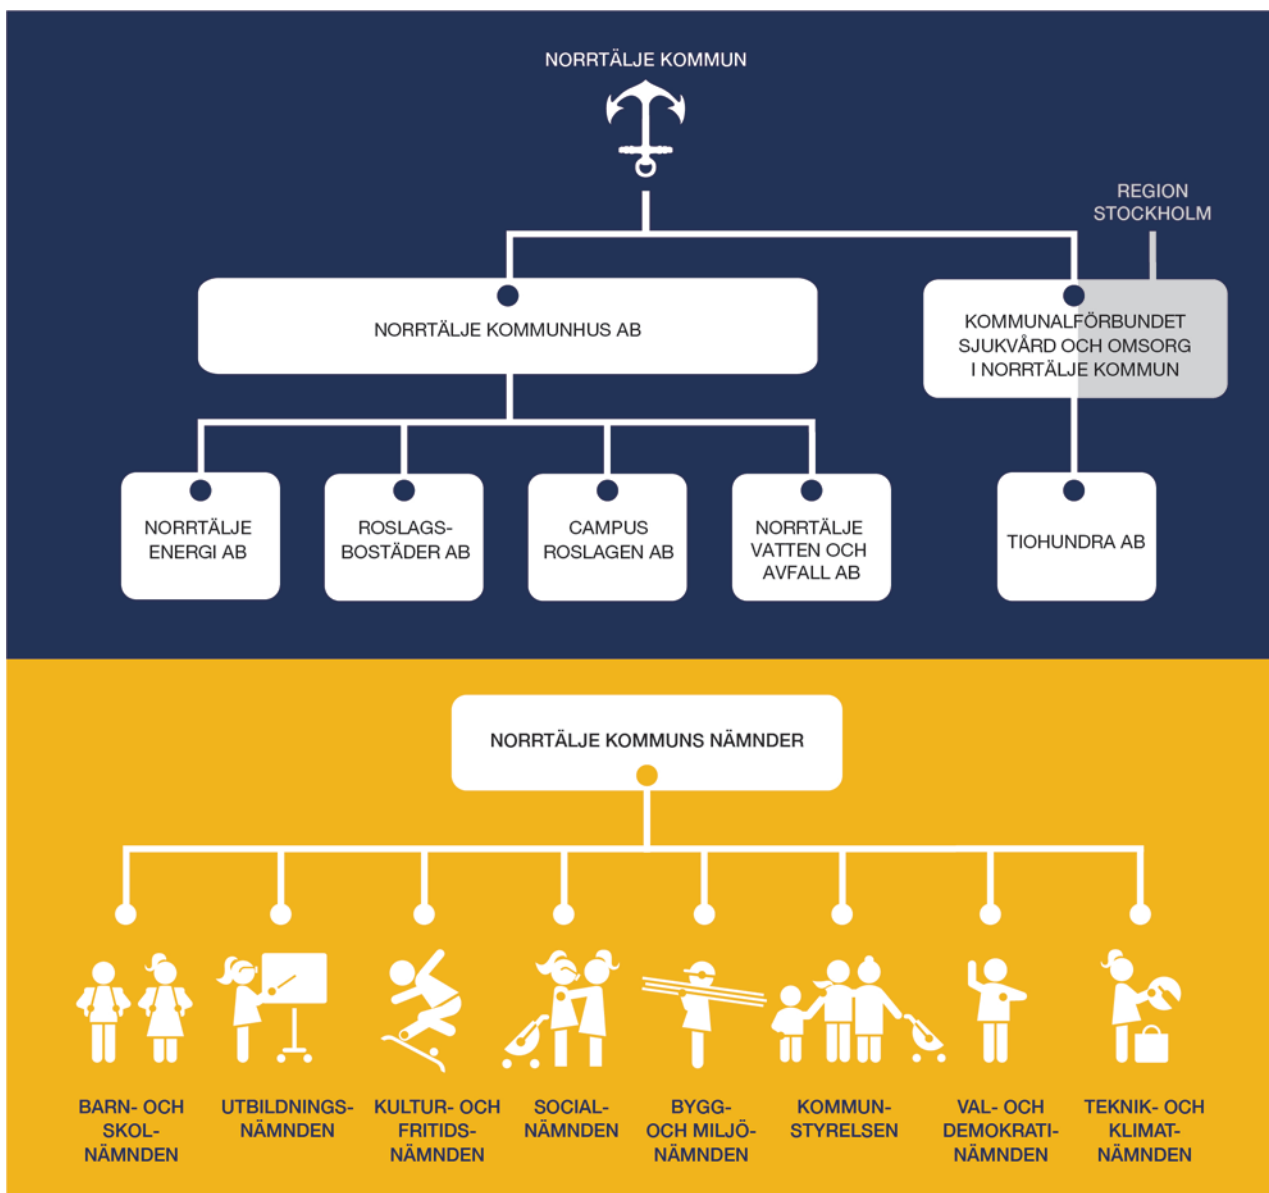 NORRTÄLJE KOMMUN
REGION
STOCKHOLM
NORRTÄLJE KOMMUNHUS AB
KOMMUNALFÖRBUNDET
SJUKVÅRD OCH OMSORG
I NORRTÄLJE KOMMUN
NORRTÄLJE
ENERGI AB
ROSLAGS-
BOSTÄDER AB
CAMPUS
ROSLAGEN AB
NORRTÄLJE
VATTEN OCH
AVFALL AB
TIOHUNDRA AB
NORRTÄLJE KOMMUNS NÄMNDER
BARN- OCH
SKOL-
NÄMNDEN
UTBILDNINGS-
NÄMNDEN
KULTUR- OCH
FRITIDS-
NÄMNDEN
SOCIAL-
NÄMNDEN
BYGG-
OCH MILJÖ-
NÄMNDEN
KOMMUN-
STYRELSEN
VAL- OCH
DEMOKRATI-
NÄMNDEN
TEKNIK- OCH
KLIMAT-
NÄMNDEN